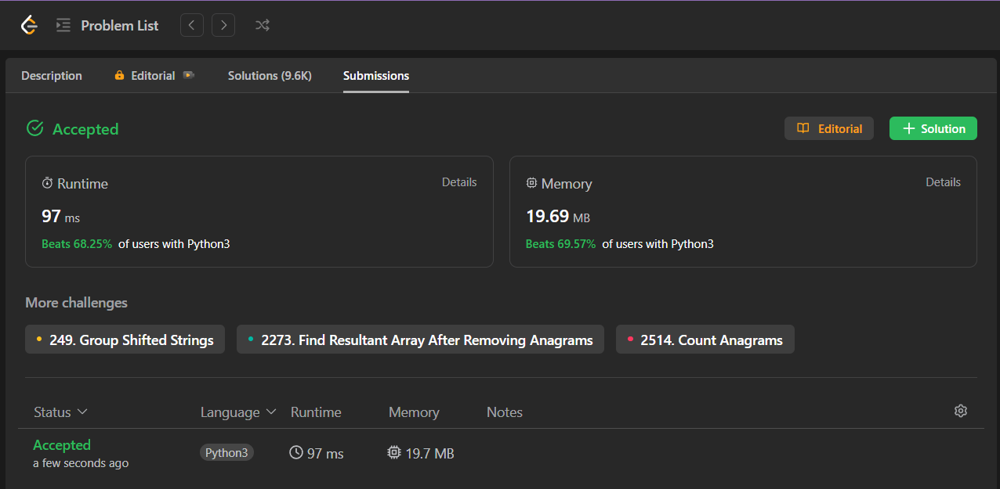 Problem List
Description Editorial Solutions (9.6K) Submissions
Accepted Editorial + Solution
Runtime Details
97 ms
Beats 68.25% of users with Python3
Memory Details
19.69 MB
Beats 69.57% of users with Python3
More challenges
249. Group Shifted Strings 2273. Find Resultant Array After Removing Anagrams 2514. Count Anagrams
Status Language Runtime Memory Notes
Accepted Python3 97 ms 19.7 MB
a few seconds ago